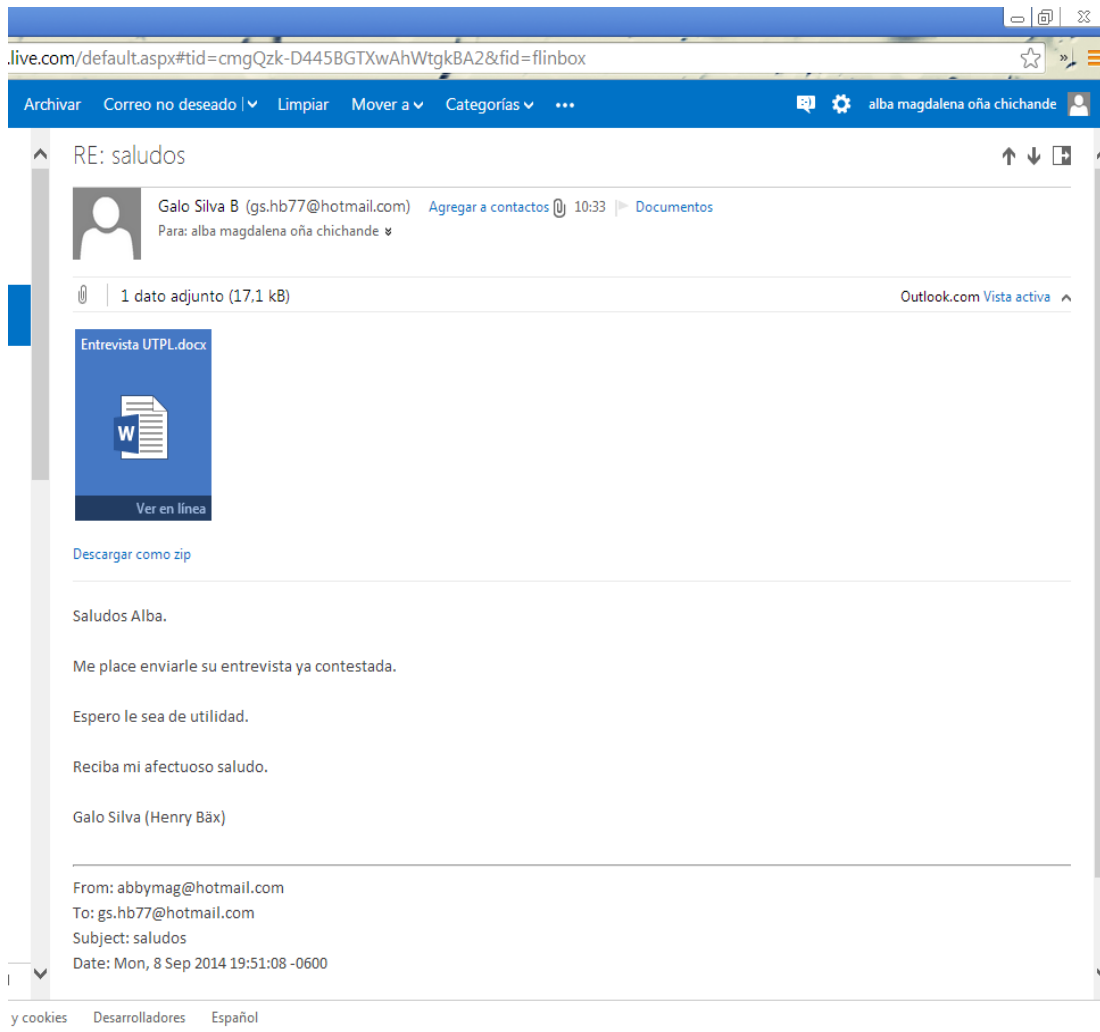 .live.com/default.aspx#tid=cmgQzk-D445BGTXwAhWtgkBA2&fid=flinbox
Archivar Correo no deseado | Limpiar Mover a Categorías ••• alba magdalena oña chichande
RE: saludos
Galo Silva B (gs.hb77@hotmail.com) Agregar a contactos 10:33 Documentos
Para: alba magdalena oña chichande
1 dato adjunto (17,1 kB) Outlook.com Vista activa
Entrevista UTPL.docx
W
Ver en línea
Descargar como zip
Saludos Alba.
Me place enviarle su entrevista ya contestada.
Espero le sea de utilidad.
Reciba mi afectuoso saludo.
Galo Silva (Henry Bäx)
From: abbymag@hotmail.com
To: gs.hb77@hotmail.com
Subject: saludos
Date: Mon, 8 Sep 2014 19:51:08 -0600
y cookies Desarrolladores Español